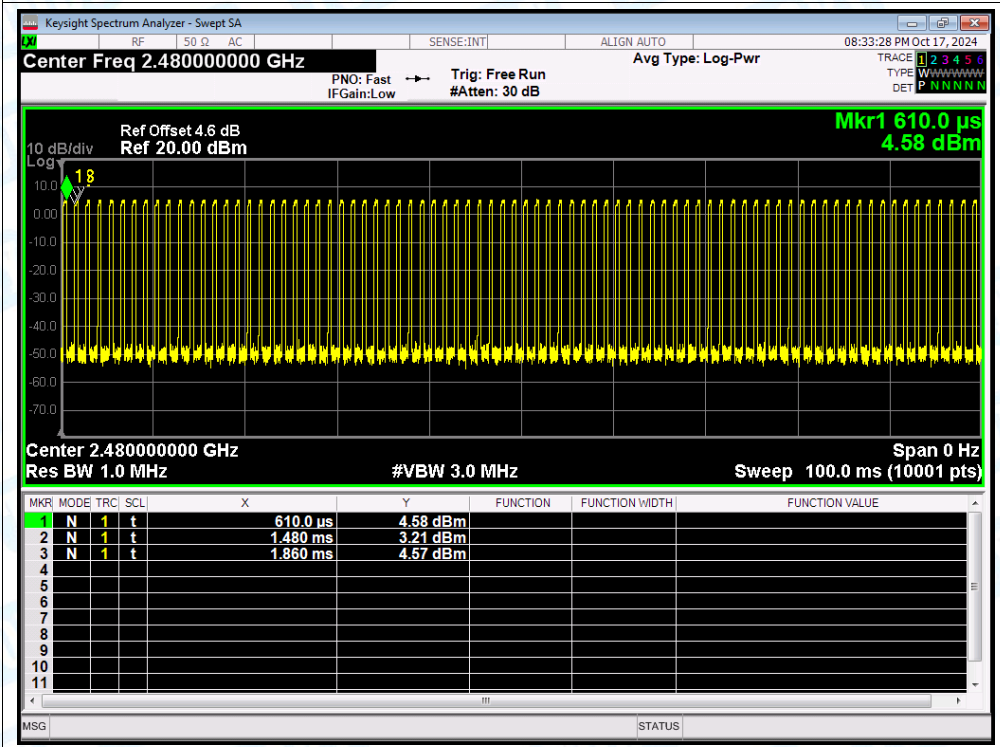 Keysight Spectrum Analyzer - Swept SA
LXI RF 50 Ω AC SENSE:INT ALIGN AUTO 08:33:28 PM Oct 17, 2024
Center Freq 2.480000000 GHz
PNO: Fast
IFGain:Low
Trig: Free Run
#Atten: 30 dB
Avg Type: Log-Pwr
TRACE 1 2 3 4 5 6
TYPE WWWWWWW
DET P N N N N N
Ref Offset 4.6 dB
10 dB/div Ref 20.00 dBm
Log
Mkr1 610.0 µs
4.58 dBm
10.0
0.00
-10.0
-20.0
-30.0
-40.0
-50.0
-60.0
-70.0
Center 2.480000000 GHz Span 0 Hz
Res BW 1.0 MHz #VBW 3.0 MHz Sweep 100.0 ms (10001 pts)
MKR MODE TRC SCL X Y FUNCTION FUNCTION WIDTH FUNCTION VALUE
1 N 1 t 610.0 µs 4.58 dBm
2 N 1 t 1.480 ms 3.21 dBm
3 N 1 t 1.860 ms 4.57 dBm
4
5
6
7
8
9
10
11
MSG STATUS